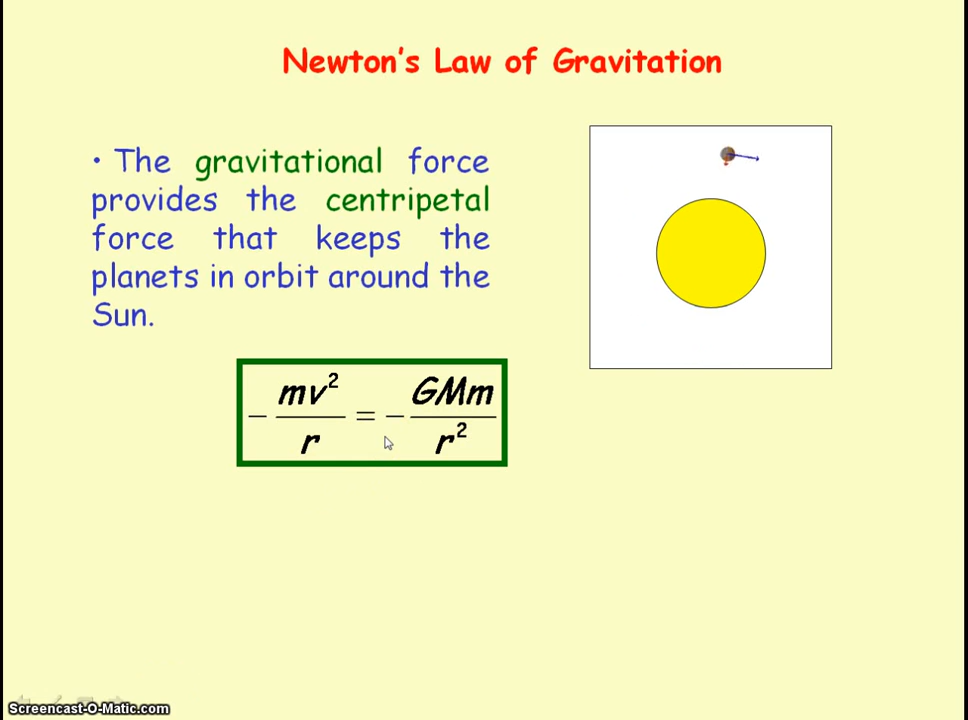 Newton's Law of Gravitation
• The gravitational force
provides the centripetal
force that keeps the
planets in orbit around the
Sun.
− mv² / r = − GMm / r²
Screencast-O-Matic.com